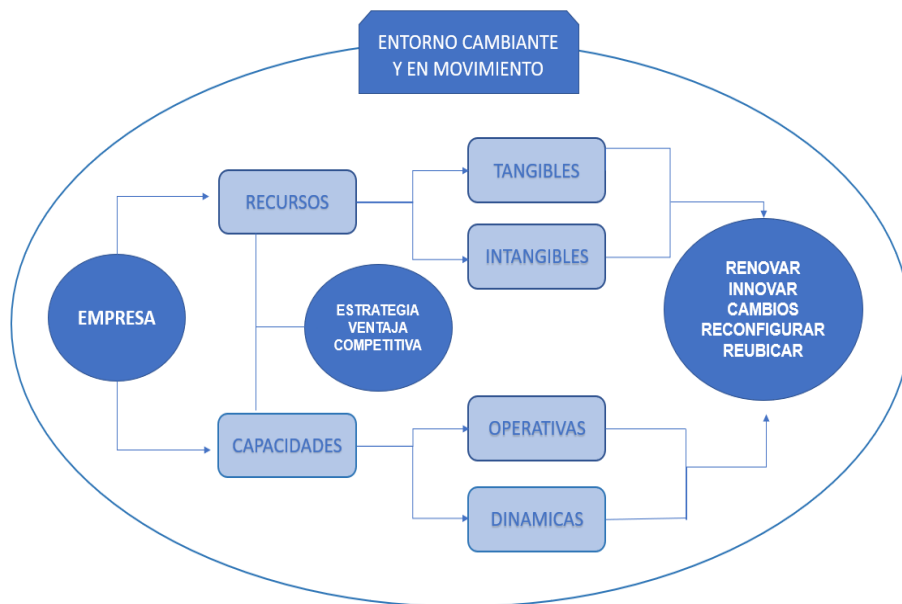 ENTORNO CAMBIANTE
Y EN MOVIMIENTO
EMPRESA
RECURSOS
CAPACIDADES
ESTRATEGIA
VENTAJA
COMPETITIVA
TANGIBLES
INTANGIBLES
OPERATIVAS
DINAMICAS
RENOVAR
INNOVAR
CAMBIOS
RECONFIGURAR
REUBICAR